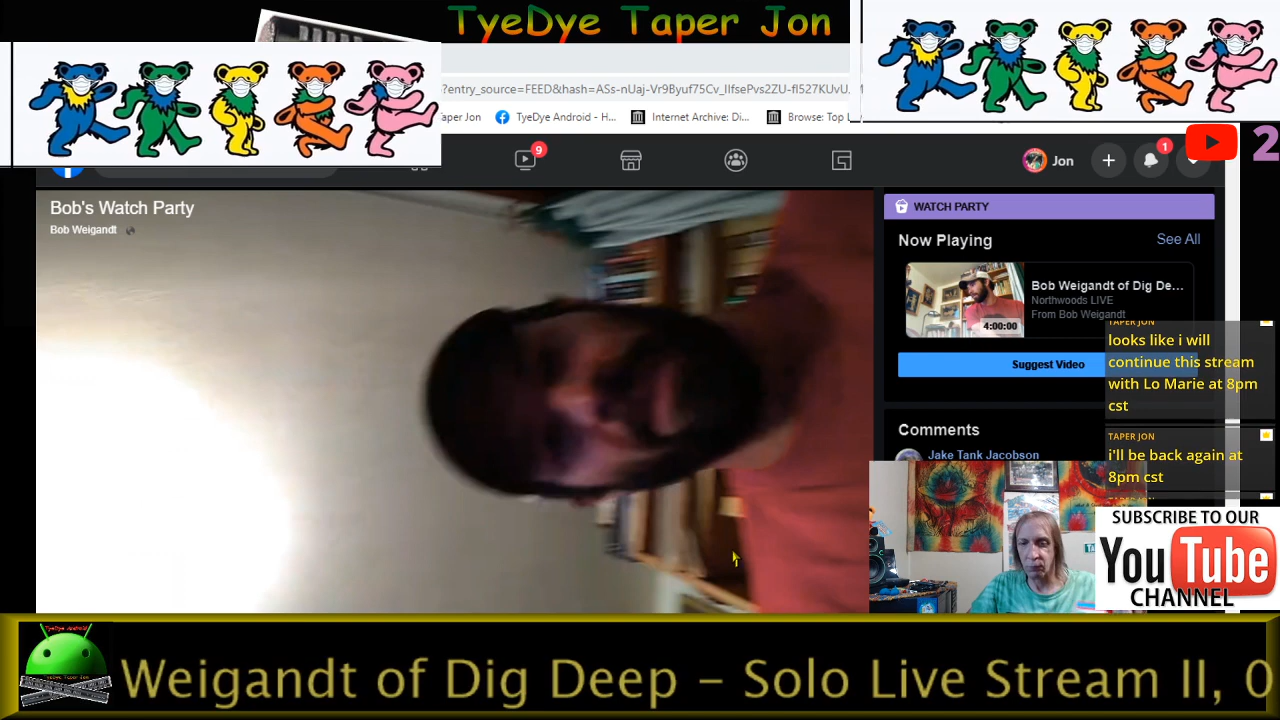 TyeDye Taper Jon
?entry_source=FEED&hash=ASs-nUaj-Vr9Byuf75Cv_
aper Jon
TyeDye Android - H...
Internet Archive: Di...
Browse: Top
9
Jon
1
2
Bob's Watch Party
Bob Weigandt
WATCH PARTY
Now Playing
See All
Bob Weigandt of Dig De...
Northwoods LIVE
From Bob Weigandt
4:00:00
Suggest Video
TAPER JON
looks like i will
continue this stream
with Lo Marie at 8pm
cst
Comments
Jake Tank Jacobson
TAPER JON
i'll be back again at
8pm cst
SUBSCRIBE TO OUR
YouTube
CHANNEL
TyeDye Android
Weigandt of Dig Deep - Solo Live Stream II, 0